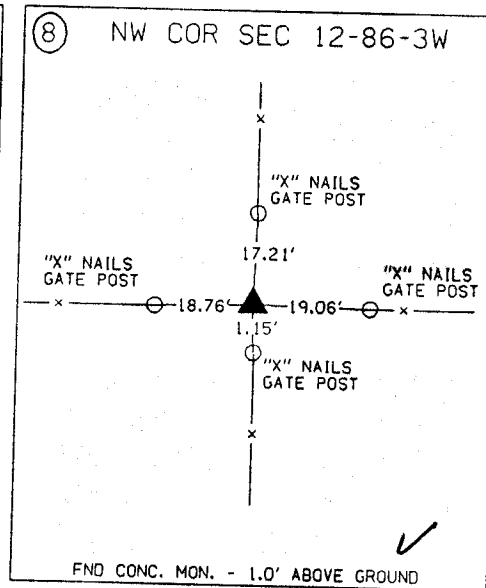 8 NW COR SEC 12-86-3W
"X" NAILS
GATE POST
17.21'
"X" NAILS
GATE POST
"X" NAILS
GATE POST
18.76'
19.06'
1.15'
"X" NAILS
GATE POST
FND CONC. MON. - 1.0' ABOVE GROUND